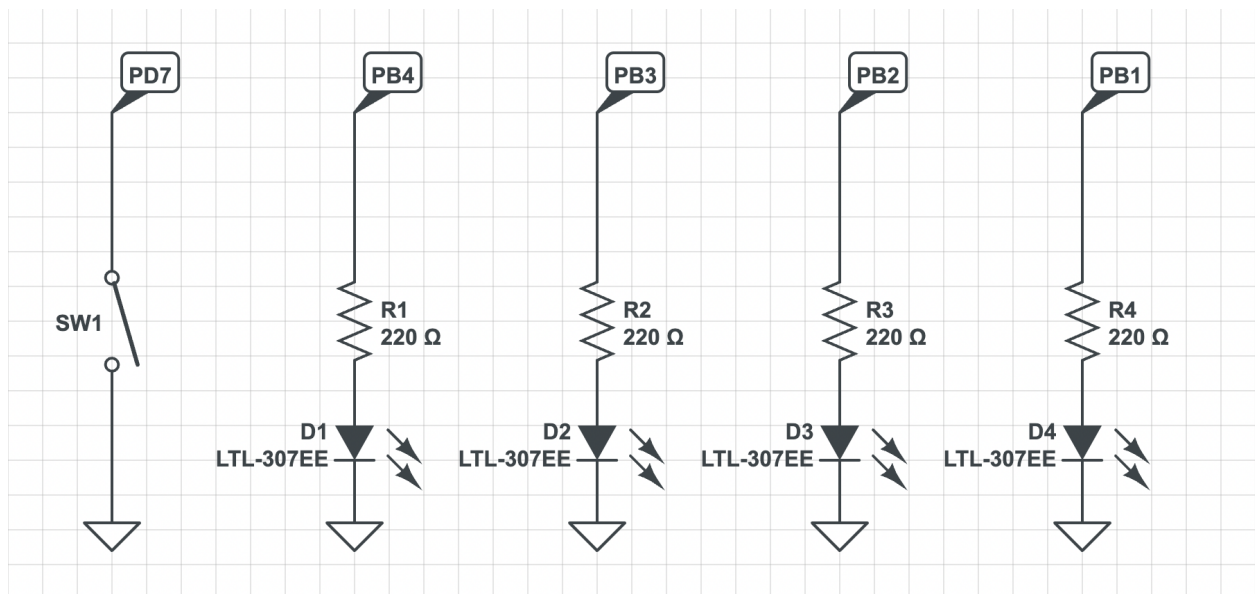 PD7
PB4
PB3
PB2
PB1
SW1
R1
220 Ω
R2
220 Ω
R3
220 Ω
R4
220 Ω
D1
LTL-307EE
D2
LTL-307EE
D3
LTL-307EE
D4
LTL-307EE